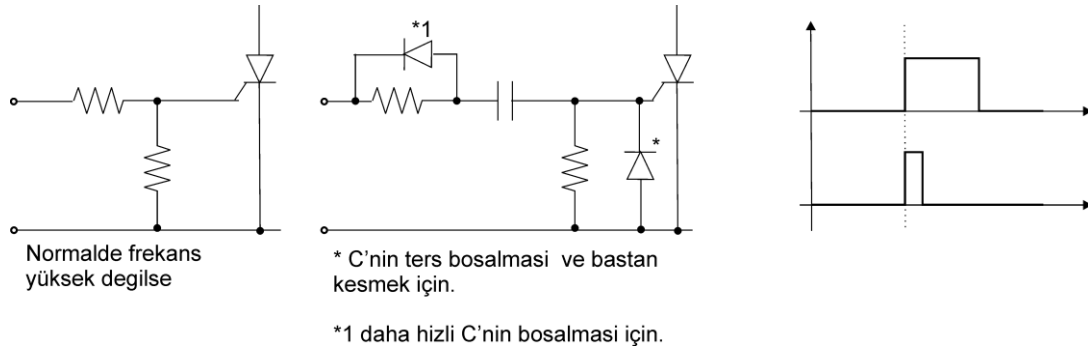 *1
*
Normalde frekans
yüksek degilse
* C'nin ters bosalmasi ve bastan
kesmek için.
*1 daha hizli C'nin bosalmasi için.